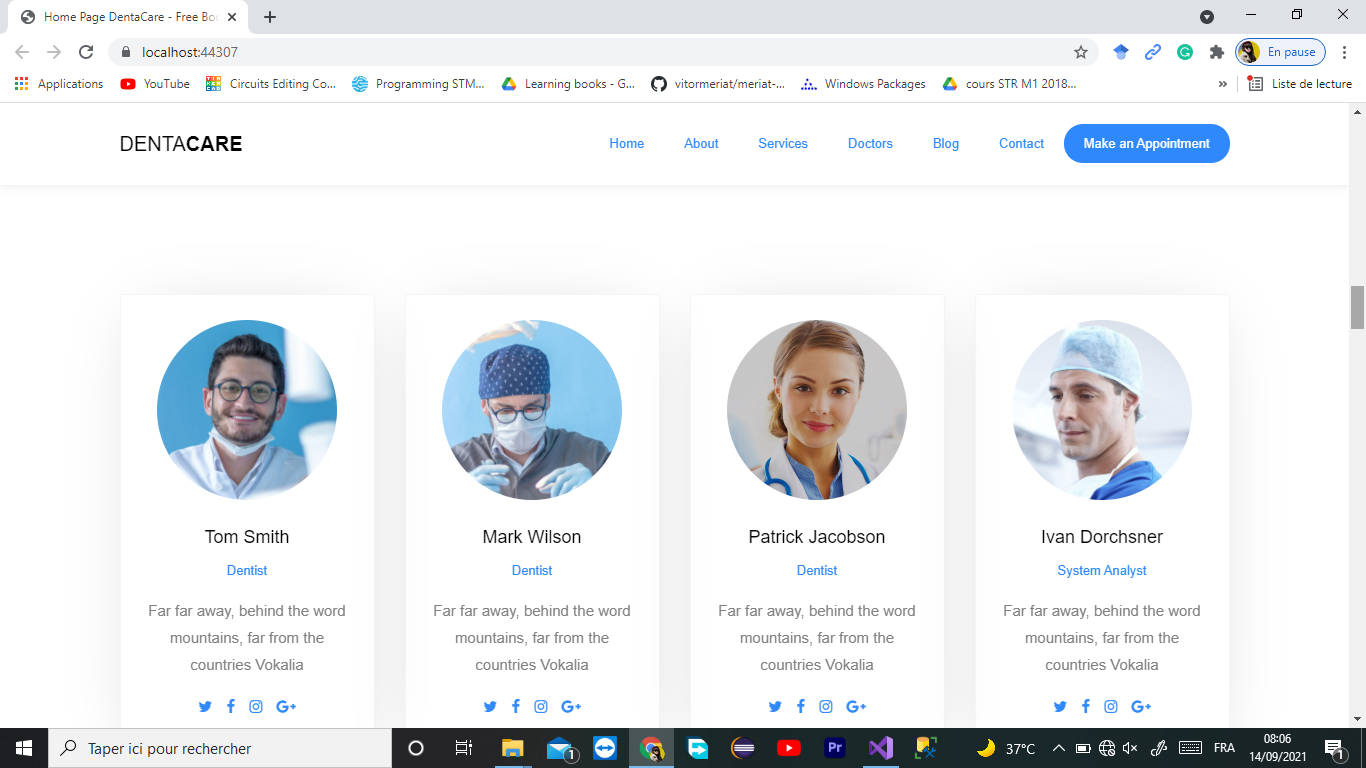 Home Page DentaCare - Free Boo
localhost:44307
En pause
Applications
YouTube
Circuits Editing Co...
Programming STM...
Learning books - G...
vitormeriat/meriat-...
Windows Packages
cours STR M1 2018...
»
Liste de lecture
DENTACARE
Home
About
Services
Doctors
Blog
Contact
Make an Appointment
Tom Smith
Dentist
Far far away, behind the word
mountains, far from the
countries Vokalia
Mark Wilson
Dentist
Far far away, behind the word
mountains, far from the
countries Vokalia
Patrick Jacobson
Dentist
Far far away, behind the word
mountains, far from the
countries Vokalia
Ivan Dorchsner
System Analyst
Far far away, behind the word
mountains, far from the
countries Vokalia
Taper ici pour rechercher
1
Pr
37°C
FRA
08:06
14/09/2021
1